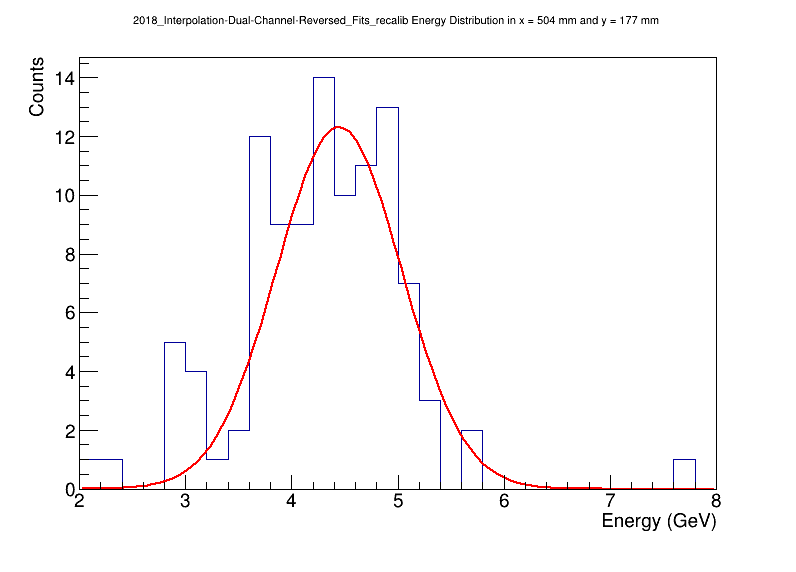 2018_Interpolation-Dual-Channel-Reversed_Fits_recalib Energy Distribution in x = 504 mm and y = 177 mm
Counts
14
12
10
8
6
4
2
0
2 3 4 5 6 7 8
Energy (GeV)